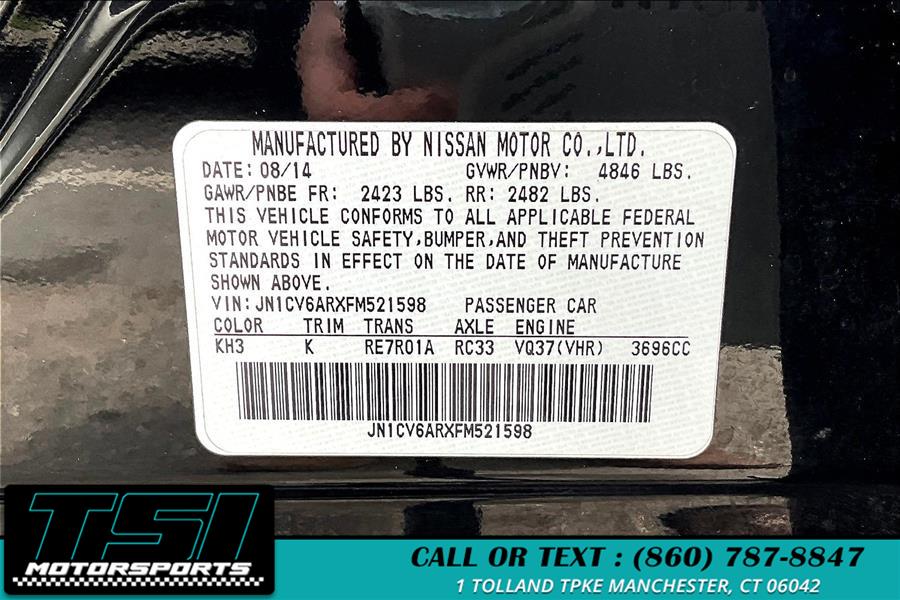 MANUFACTURED BY NISSAN MOTOR CO.,LTD.
DATE: 08/14 GVWR/PNBV: 4846 LBS.
GAWR/PNBE FR: 2423 LBS. RR: 2482 LBS.
THIS VEHICLE CONFORMS TO ALL APPLICABLE FEDERAL
MOTOR VEHICLE SAFETY,BUMPER,AND THEFT PREVENTION
STANDARDS IN EFFECT ON THE DATE OF MANUFACTURE
SHOWN ABOVE.
VIN:JN1CV6ARXFM521598 PASSENGER CAR
COLOR TRIM TRANS AXLE ENGINE
KH3 K RE7R01A RC33 VQ37(VHR) 3696CC
JN1CV6ARXFM521598
TSI
MOTORSPORTS
CALL OR TEXT : (860) 787-8847
1 TOLLAND TPKE MANCHESTER, CT 06042